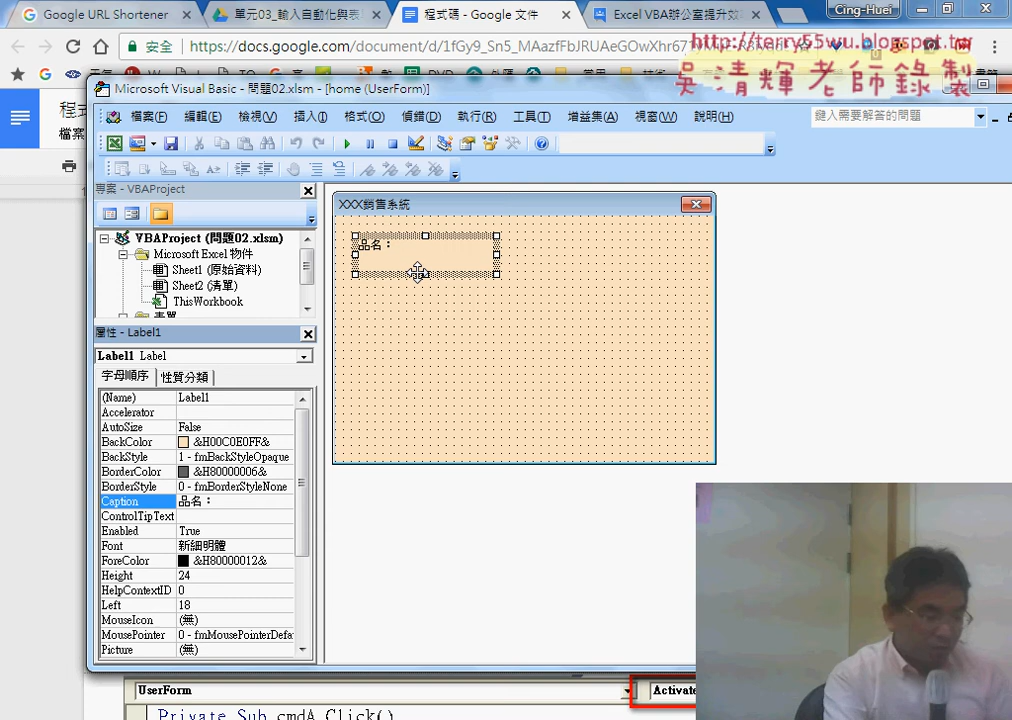 Google URL Shortener
單元03_輸入自動化與表
程式碼 - Google 文件
Excel VBA辦公室提升效
Cing-Huei
安全
https://docs.google.com/document/d/1fGy9_Sn5_MAazfFbJRUAeGOwXhr67
http://terry55wu.blogspot.tw
吳清輝老師錄製
程式
檔案
Microsoft Visual Basic - 問題02.xlsm - [home (UserForm)]
檔案(F) 編輯(E) 檢視(V) 插入(I) 格式(O) 偵錯(D) 執行(R) 工具(T) 增益集(A) 視窗(W) 說明(H)
鍵入需要解答的問題
專案 - VBAProject
VBAProject (問題02.xlsm)
Microsoft Excel 物件
Sheet1 (原始資料)
Sheet2 (清單)
ThisWorkbook
表單
XXX銷售系統
品名：
屬性 - Label1
Label1 Label
字母順序 性質分類
(Name) Label1
Accelerator
AutoSize False
BackColor &H00C0E0FF&
BackStyle 1 - fmBackStyleOpaque
BorderColor &H80000006&
BorderStyle 0 - fmBorderStyleNone
Caption 品名：
ControlTipText
Enabled True
Font 新細明體
ForeColor &H80000012&
Height 24
HelpContextID 0
Left 18
MouseIcon (無)
MousePointer 0 - fmMousePointerDefa
Picture (無)
UserForm
Activate
Private Sub cmdA_Click()